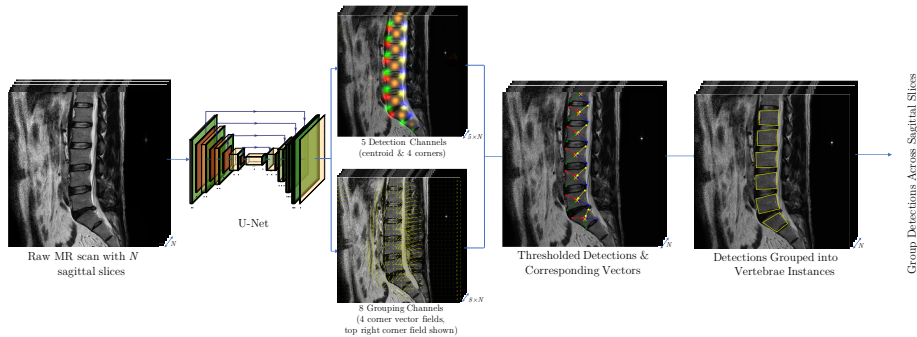 Raw MR scan with N
sagittal slices
N
U-Net
5 Detection Channels
(centroid & 4 corners)
5×N
8 Grouping Channels
(4 corner vector fields,
top right corner field shown)
8×N
Thresholded Detections &
Corresponding Vectors
N
Detections Grouped into
Vertebrae Instances
N
Group Detections Across Sagittal Slices